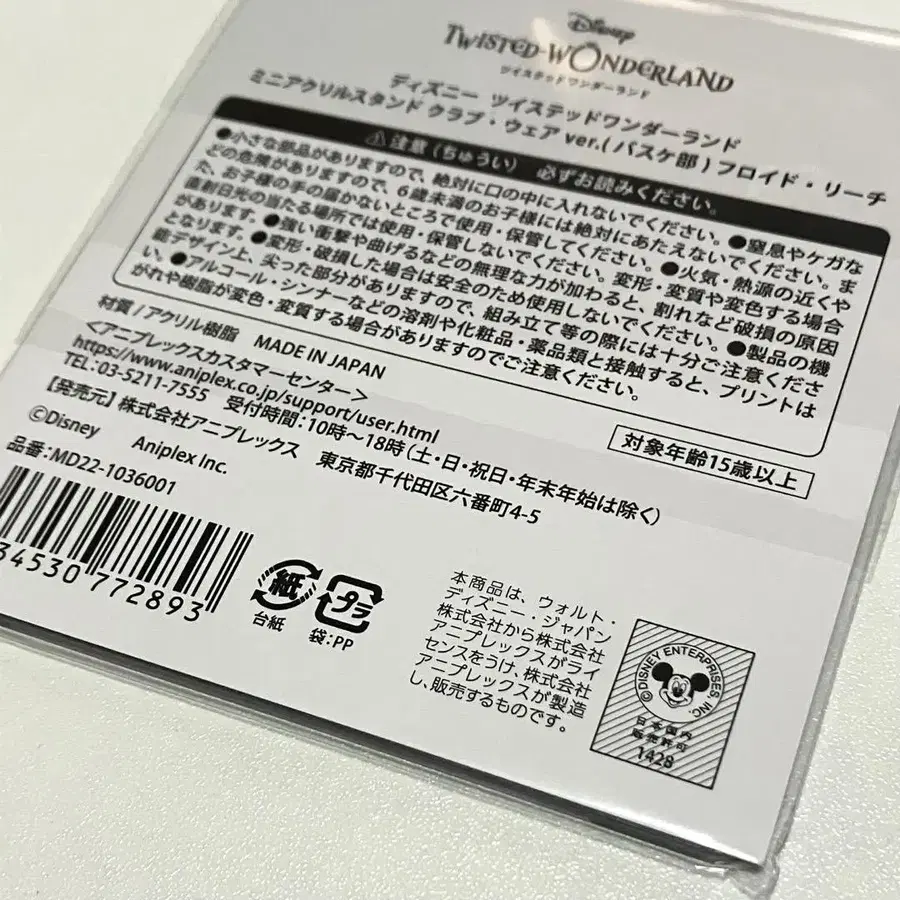 Disney
TWISTED-WONDERLAND
ツイステッドワンダーランド
ディズニー ツイステッドワンダーランド
ミニアクリルスタンド クラブ・ウェア ver.(バスケ部)フロイド・リーチ
⚠注意(ちゅうい) 必ずお読みください。
●小さな部品がありますので、絶対に口の中に入れないでください。●窒息やケガな
どの危険がありますので、6歳未満のお子様には絶対にあたえないでください。ま
た、お子様の手の届かないところで使用・保管してください。●火気・熱源の近くや
直射日光の当たる場所では使用・保管しないでください。変形・変質や変色する場合
があります。●強い衝撃や曲げるなどの無理な力が加わると、割れなど破損の原因
となります。●変形・破損した場合は安全のため使用しないでください。●製品の機
能デザイン上、尖った部分がありますので、組み立て等の際には十分ご注意くださ
い。●アルコール・シンナーなどの溶剤や化粧品・薬品類と接触すると、プリントは
がれや樹脂が変色・変質する場合がありますのでご注意ください。
材質/アクリル樹脂 MADE IN JAPAN
対象年齢15歳以上
<アニプレックスカスタマーセンター>
https://www.aniplex.co.jp/support/user.html
TEL:03-5211-7555 受付時間:10時～18時(土・日・祝日・年末年始は除く)
【発売元】株式会社アニプレックス 東京都千代田区六番町4-5
©Disney Aniplex Inc.
品番:MD22-1036001
34530 772893
紙
台紙
プラ
袋:PP
本商品は、ウォルト・
ディズニー・ジャパン
株式会社から株式会社
アニプレックスがライ
センスをうけ、株式会社
アニプレックスが製造
し、販売するものです。
©DISNEY ENTERPRISES, INC.
日本国内
販売許可
1428